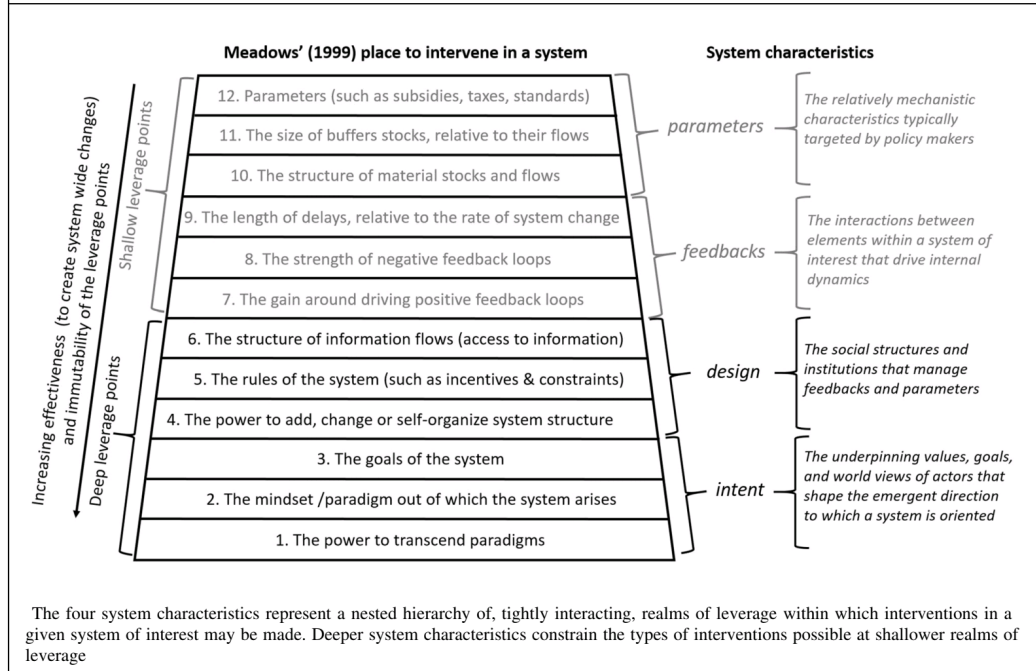 Meadows' (1999) place to intervene in a system
System characteristics
Increasing effectiveness (to create system wide changes)
and immutability of the leverage points
Shallow leverage points
Deep leverage points
12. Parameters (such as subsidies, taxes, standards)
11. The size of buffers stocks, relative to their flows
10. The structure of material stocks and flows
9. The length of delays, relative to the rate of system change
8. The strength of negative feedback loops
7. The gain around driving positive feedback loops
6. The structure of information flows (access to information)
5. The rules of the system (such as incentives & constraints)
4. The power to add, change or self-organize system structure
3. The goals of the system
2. The mindset /paradigm out of which the system arises
1. The power to transcend paradigms
parameters
The relatively mechanistic
characteristics typically
targeted by policy makers
feedbacks
The interactions between
elements within a system of
interest that drive internal
dynamics
design
The social structures and
institutions that manage
feedbacks and parameters
intent
The underpinning values, goals,
and world views of actors that
shape the emergent direction
to which a system is oriented
The four system characteristics represent a nested hierarchy of, tightly interacting, realms of leverage within which interventions in a
given system of interest may be made. Deeper system characteristics constrain the types of interventions possible at shallower realms of
leverage